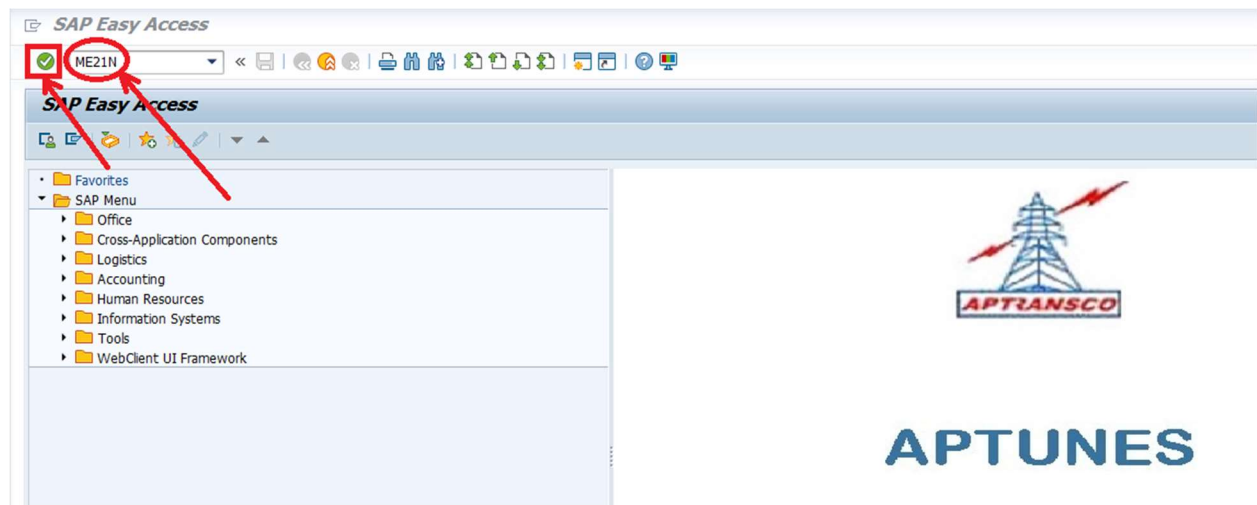 SAP Easy Access
ME21N
SAP Easy Access
Favorites
SAP Menu
Office
Cross-Application Components
Logistics
Accounting
Human Resources
Information Systems
Tools
WebClient UI Framework
APTRANSCO
APTUNES